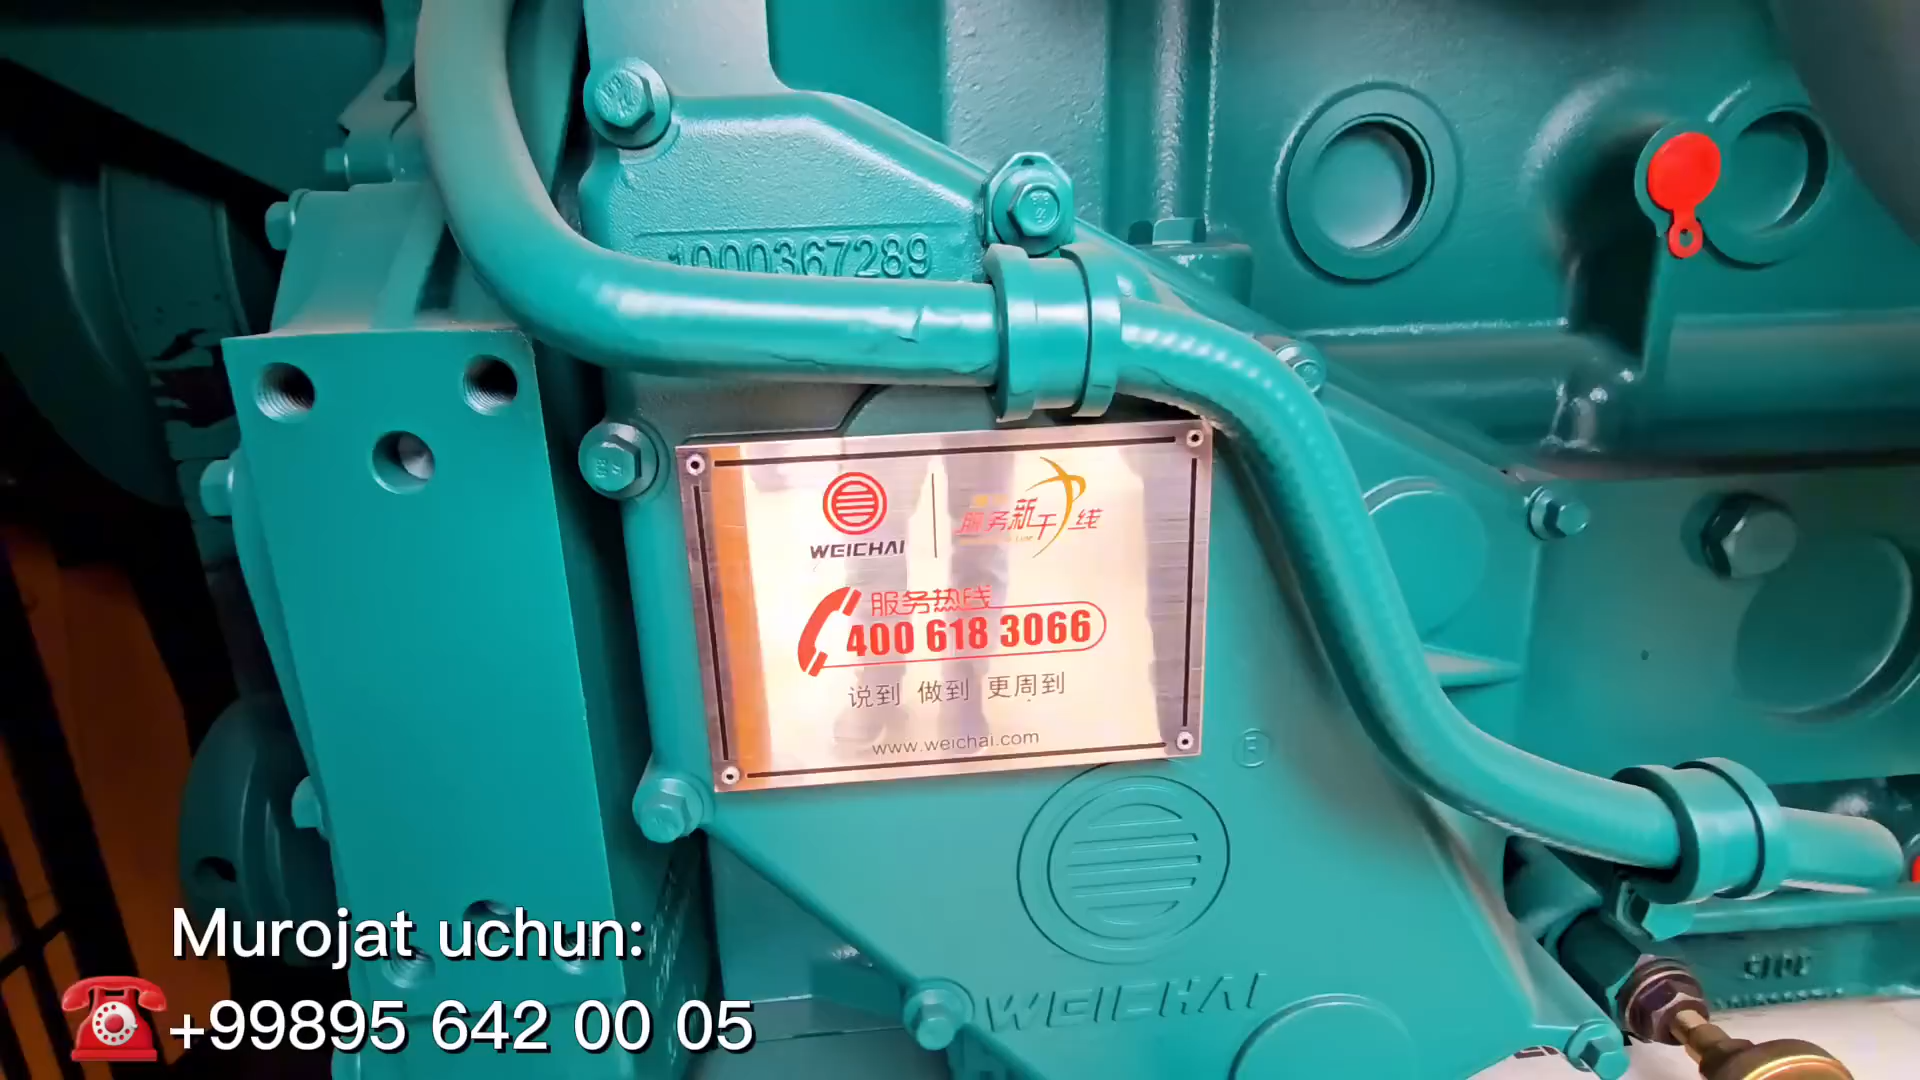 1000367289
WEICHAI
服务新干线
服务热线
400 618 3066
说到 做到 更周到
www.weichai.com
WEICHAI
Murojat uchun:
+99895 642 00 05